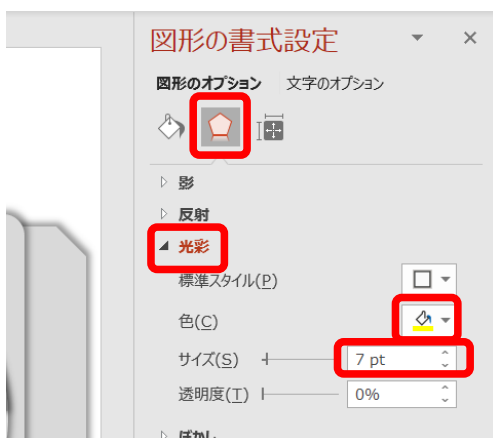 図形の書式設定
図形のオプション 文字のオプション
影
反射
光彩
標準スタイル(P)
色(C)
サイズ(S) 7 pt
透明度(T) 0%
ぼかし